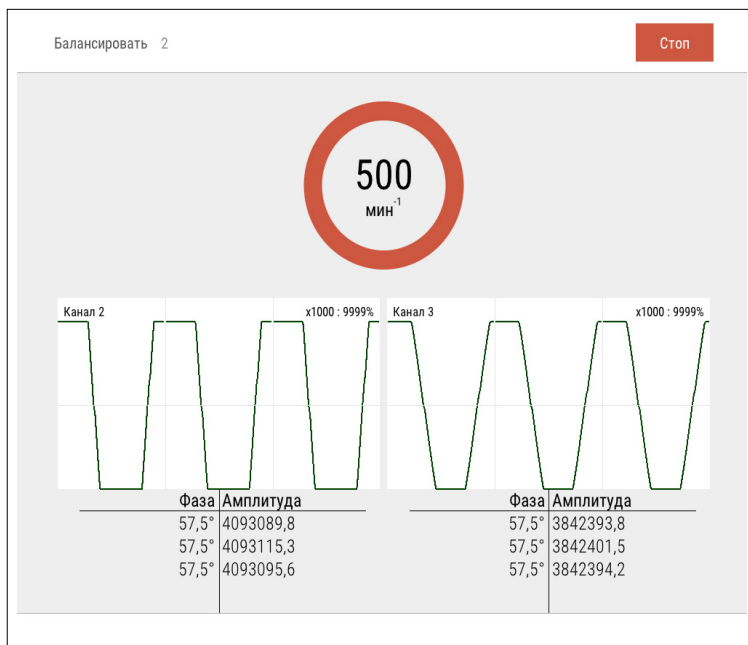 Балансировать 2
Стоп
500
мин⁻¹
Канал 2 x1000 : 9999%
Канал 3 x1000 : 9999%
Фаза Амплитуда
57,5° 4093089,8
57,5° 4093115,3
57,5° 4093095,6
Фаза Амплитуда
57,5° 3842393,8
57,5° 3842401,5
57,5° 3842394,2